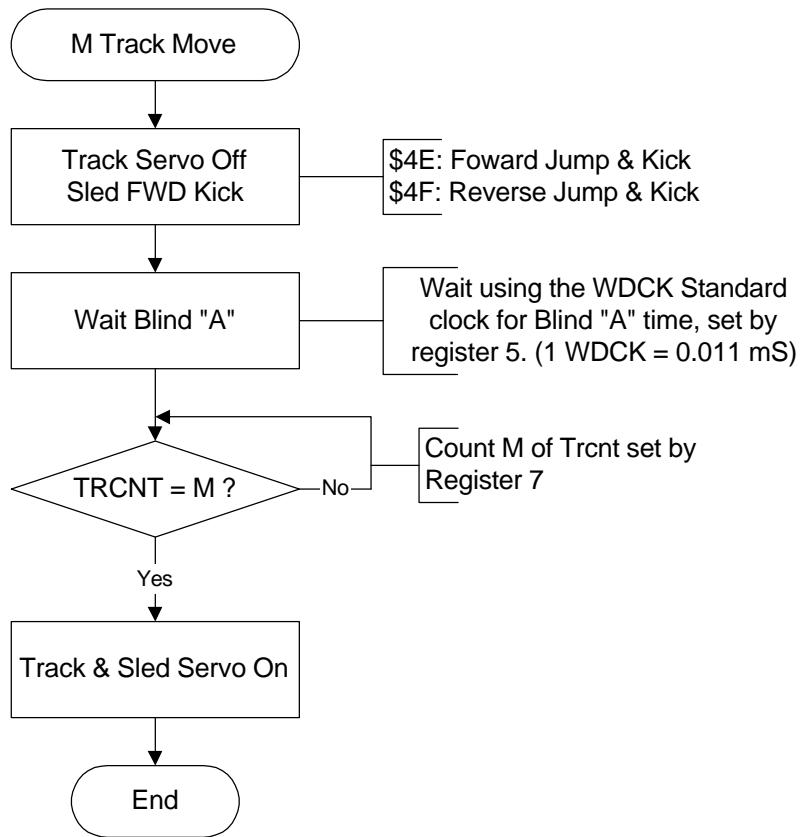 M Track Move
Track Servo Off
Sled FWD Kick
$4E: Foward Jump & Kick
$4F: Reverse Jump & Kick
Wait Blind "A"
Wait using the WDCK Standard
clock for Blind "A" time, set by
register 5. (1 WDCK = 0.011 mS)
TRCNT = M ?
No
Count M of Trcnt set by
Register 7
Yes
Track & Sled Servo On
End